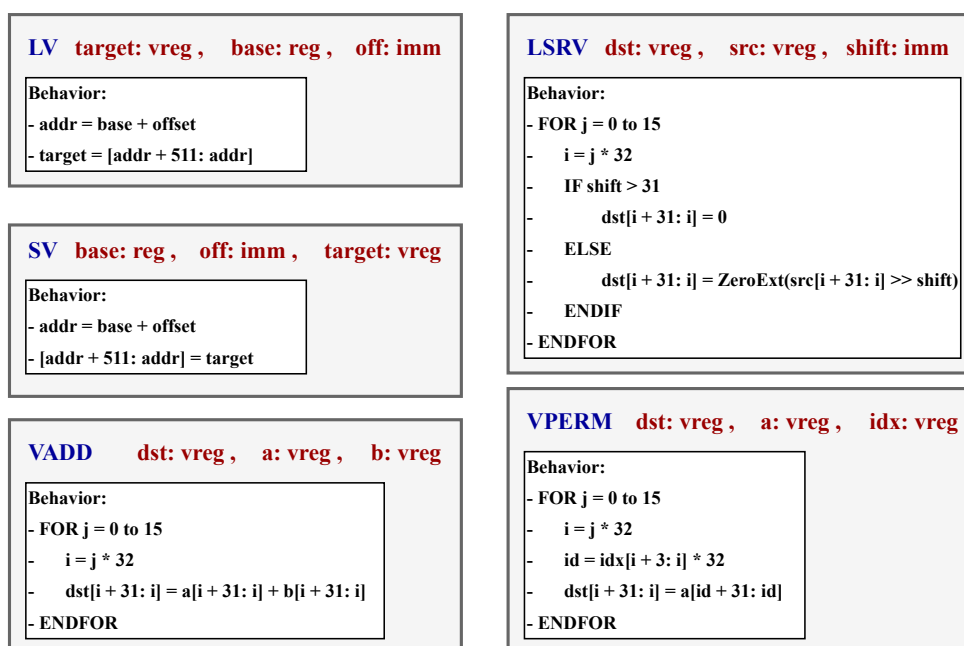 LV target: vreg , base: reg , off: imm
Behavior:
- addr = base + offset
- target = [addr + 511: addr]
SV base: reg , off: imm , target: vreg
Behavior:
- addr = base + offset
- [addr + 511: addr] = target
VADD dst: vreg , a: vreg , b: vreg
Behavior:
- FOR j = 0 to 15
- i = j * 32
- dst[i + 31: i] = a[i + 31: i] + b[i + 31: i]
- ENDFOR
LSRV dst: vreg , src: vreg , shift: imm
Behavior:
- FOR j = 0 to 15
- i = j * 32
- IF shift > 31
- dst[i + 31: i] = 0
- ELSE
- dst[i + 31: i] = ZeroExt(src[i + 31: i] >> shift)
- ENDIF
- ENDFOR
VPERM dst: vreg , a: vreg , idx: vreg
Behavior:
- FOR j = 0 to 15
- i = j * 32
- id = idx[i + 3: i] * 32
- dst[i + 31: i] = a[id + 31: id]
- ENDFOR